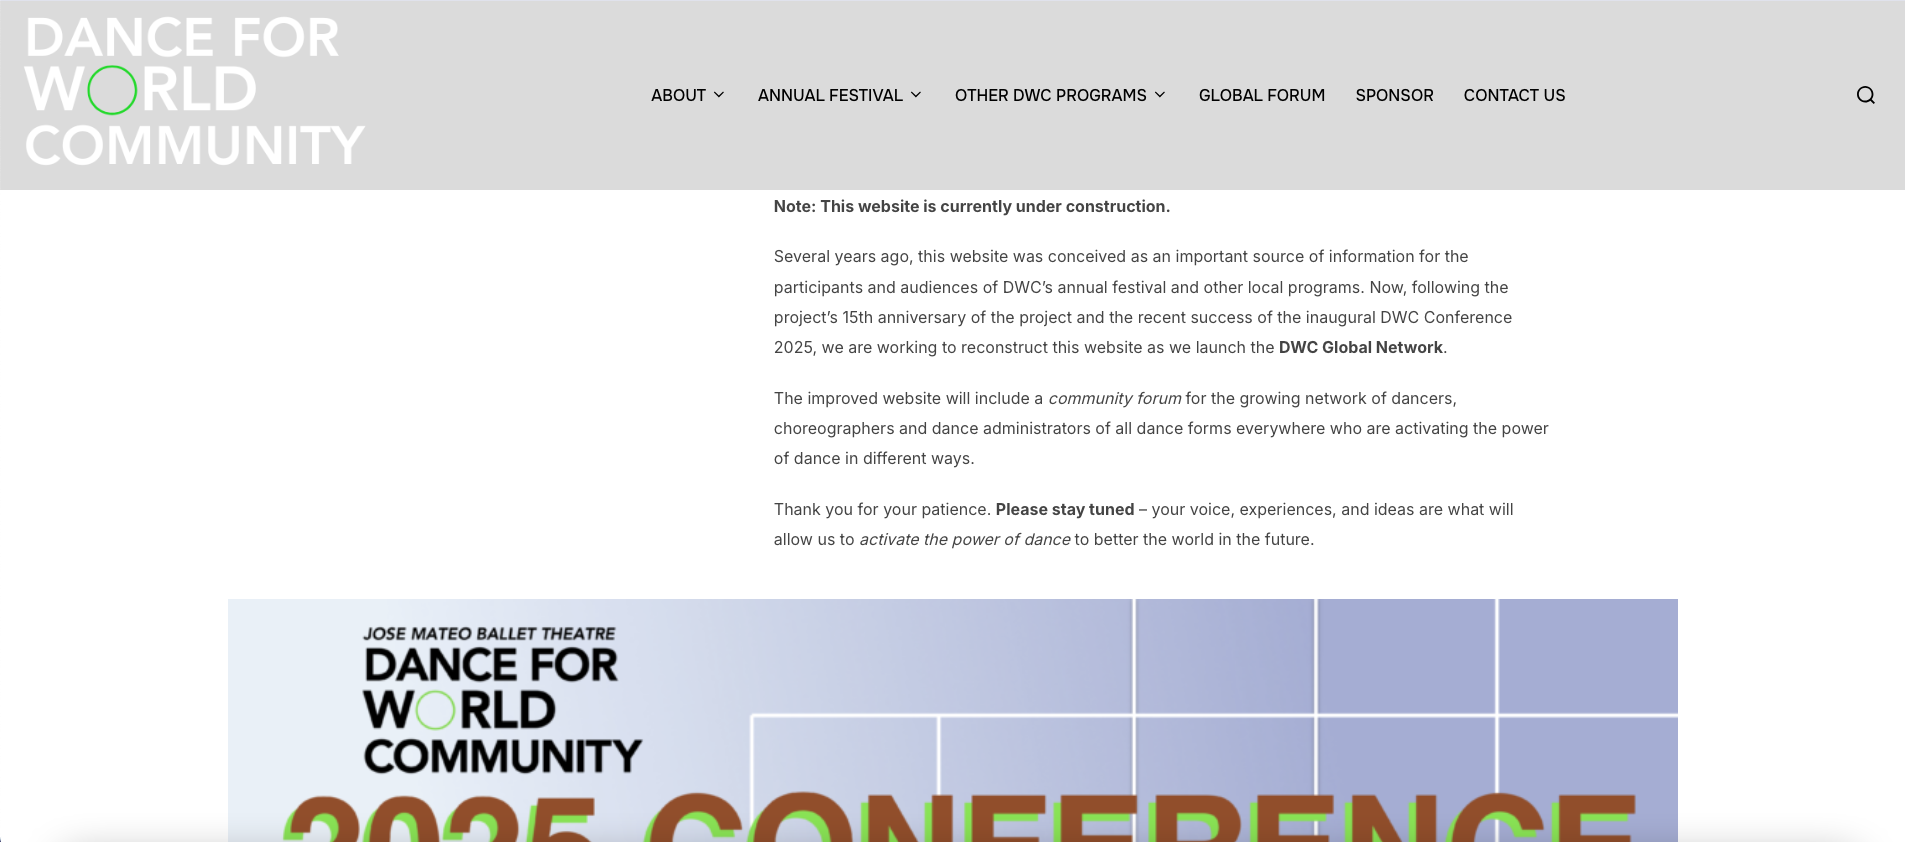 DANCE FOR
WORLD
COMMUNITY
ABOUT
ANNUAL FESTIVAL
OTHER DWC PROGRAMS
GLOBAL FORUM
SPONSOR
CONTACT US
Note: This website is currently under construction.
Several years ago, this website was conceived as an important source of information for the
participants and audiences of DWC’s annual festival and other local programs. Now, following the
project’s 15th anniversary of the project and the recent success of the inaugural DWC Conference
2025, we are working to reconstruct this website as we launch the DWC Global Network.
The improved website will include a community forum for the growing network of dancers,
choreographers and dance administrators of all dance forms everywhere who are activating the power
of dance in different ways.
Thank you for your patience. Please stay tuned – your voice, experiences, and ideas are what will
allow us to activate the power of dance to better the world in the future.
JOSE MATEO BALLET THEATRE
DANCE FOR
WORLD
COMMUNITY
2025 CONFERENCE